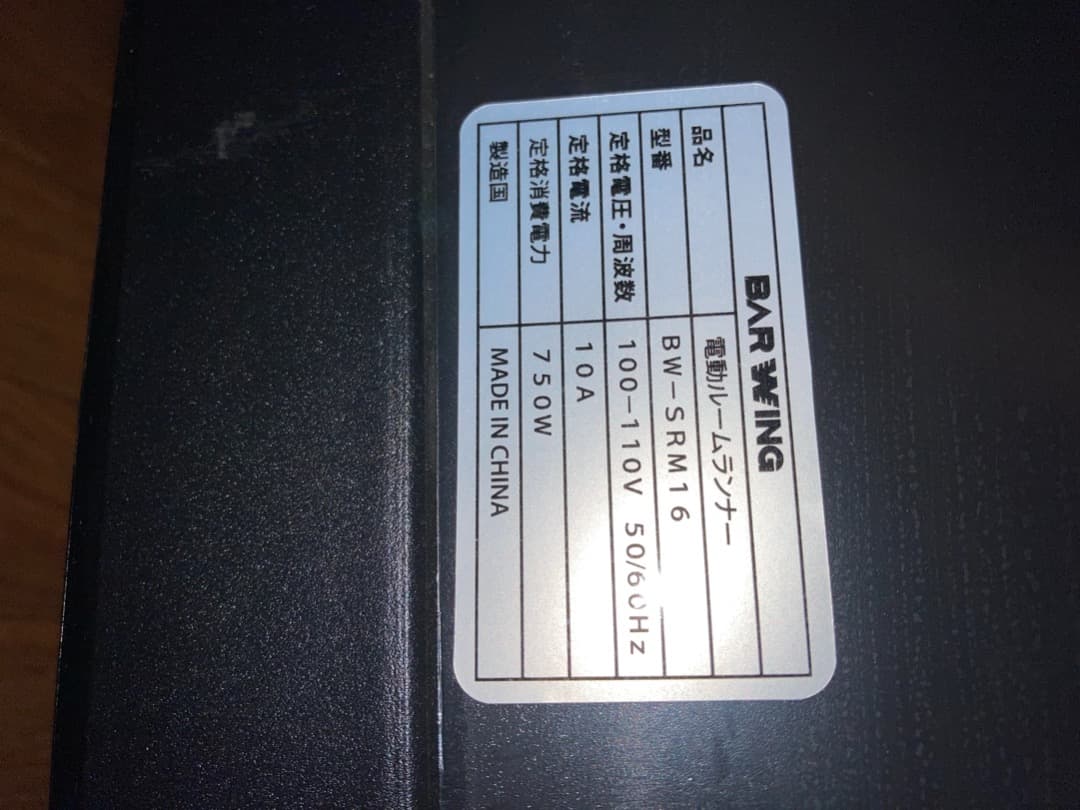 BARWING
品名 電動ルームランナー
型番 BW-SRM16
定格電圧・周波数 100-110V 50/60Hz
定格電流 10A
定格消費電力 750W
製造国 MADE IN CHINA